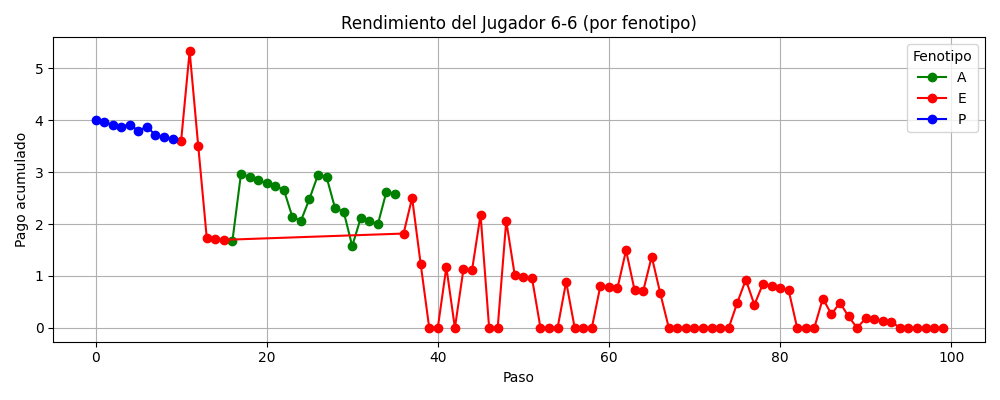 Rendimiento del Jugador 6-6 (por fenotipo)
Pago acumulado
5
4
3
2
1
0
Fenotipo
A
E
P
0 20 40 60 80 100
Paso